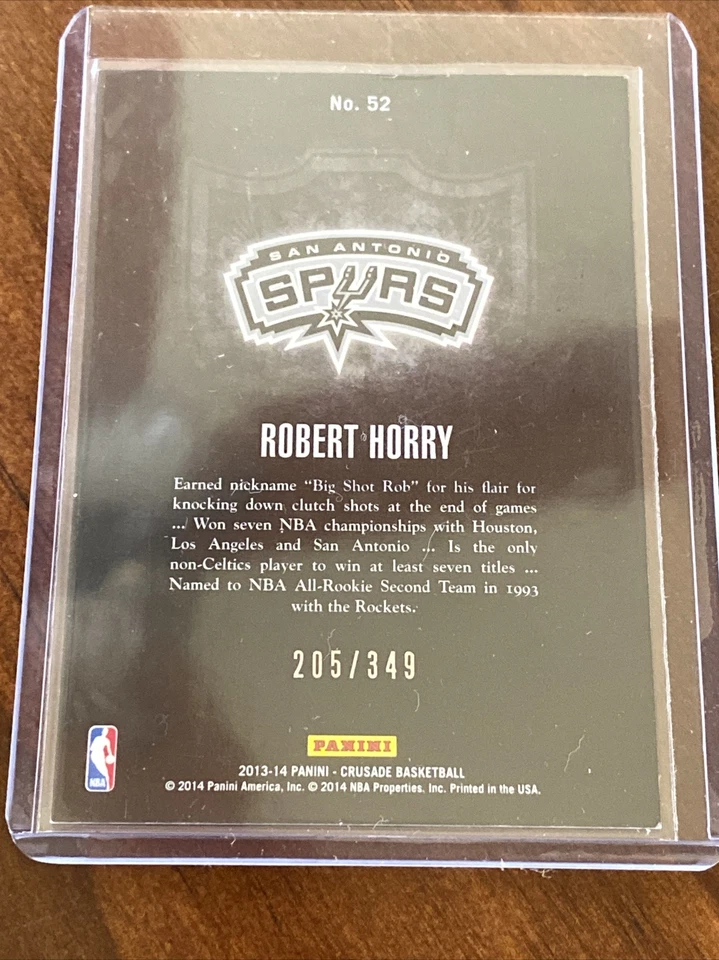 No. 52
SAN ANTONIO
SPURS
ROBERT HORRY
Earned nickname “Big Shot Rob” for his flair for
knocking down clutch shots at the end of games
... Won seven NBA championships with Houston,
Los Angeles and San Antonio ... Is the only
non-Celtics player to win at least seven titles ...
Named to NBA All-Rookie Second Team in 1993
with the Rockets.
205/349
PANINI
NBA
2013-14 PANINI - CRUSADE BASKETBALL
© 2014 Panini America, Inc. © 2014 NBA Properties, Inc. Printed in the USA.